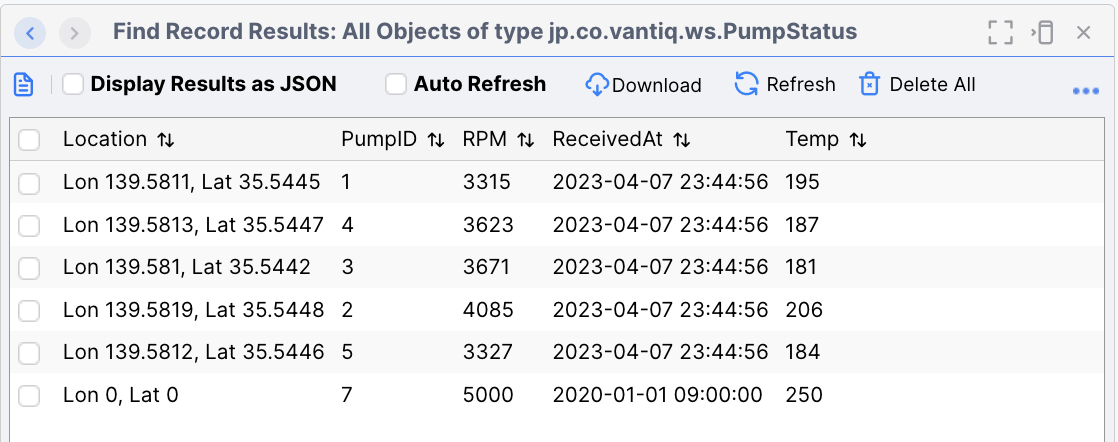 Find Record Results: All Objects of type jp.co.vantiq.ws.PumpStatus
Display Results as JSON Auto Refresh Download Refresh Delete All
Location PumpID RPM ReceivedAt Temp
Lon 139.5811, Lat 35.5445 1 3315 2023-04-07 23:44:56 195
Lon 139.5813, Lat 35.5447 4 3623 2023-04-07 23:44:56 187
Lon 139.581, Lat 35.5442 3 3671 2023-04-07 23:44:56 181
Lon 139.5819, Lat 35.5448 2 4085 2023-04-07 23:44:56 206
Lon 139.5812, Lat 35.5446 5 3327 2023-04-07 23:44:56 184
Lon 0, Lat 0 7 5000 2020-01-01 09:00:00 250